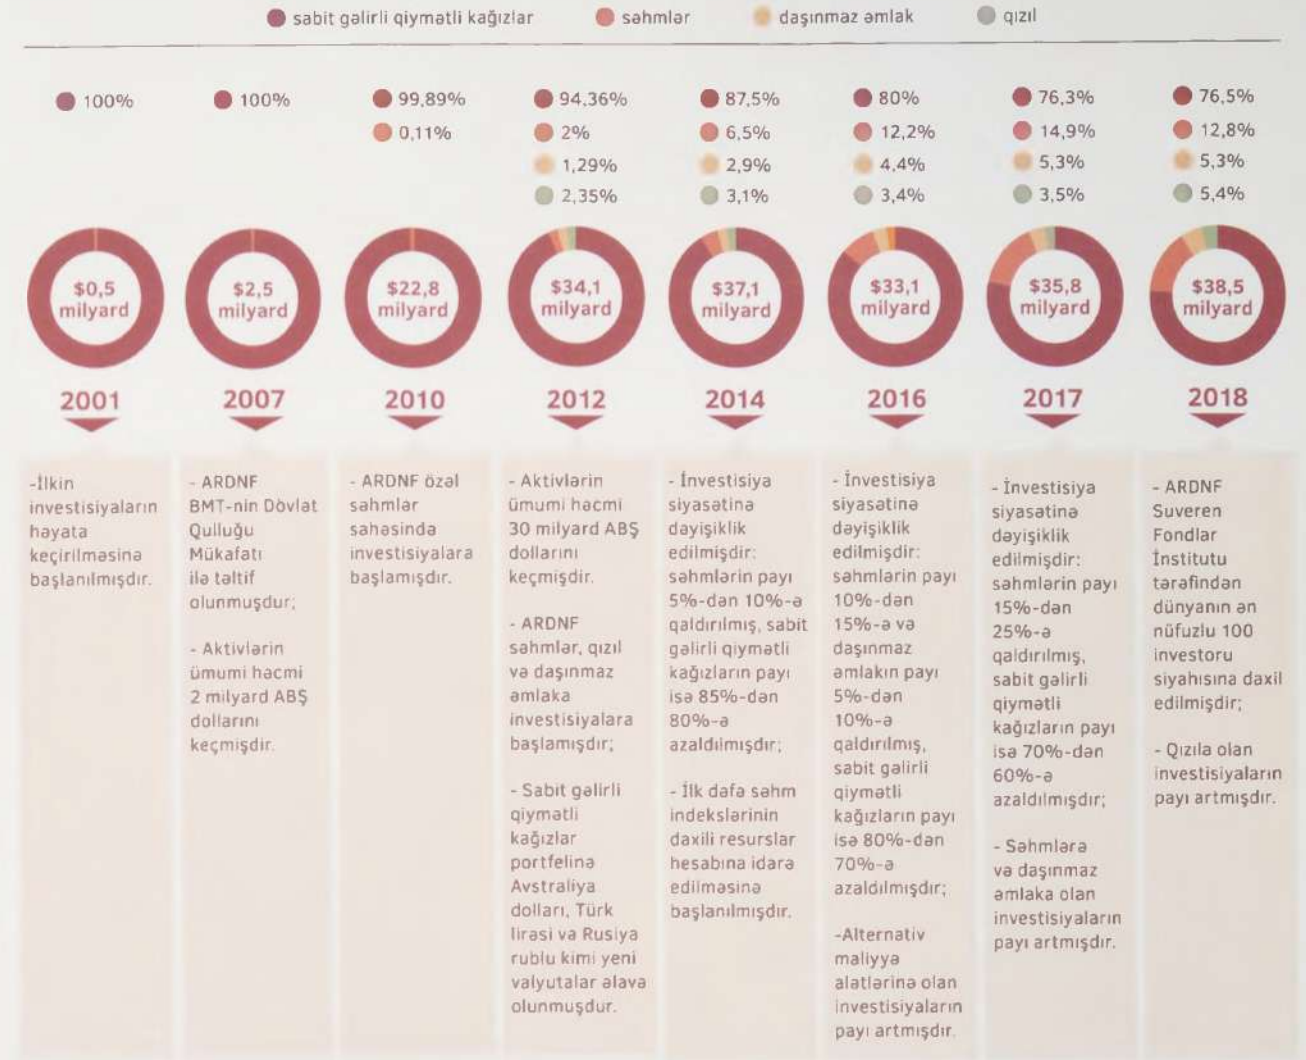 sabit gəlirli qiymətli kağızlar
səhmlər
daşınmaz əmlak
qızıl
100%
$0,5
milyard
2001
-İlkin
investisiyaların
həyata
keçirilməsinə
başlanılmışdır.
100%
$2,5
milyard
2007
- ARDNF
BMT-nin Dövlət
Qulluğu
Mükafatı
ilə təltif
olunmuşdur;
- Aktivlərin
ümumi həcmi
2 milyard ABŞ
dollarını
keçmişdir.
99,89%
0,11%
$22,8
milyard
2010
- ARDNF özəl
səhmlər
sahəsində
investisiyalara
başlamışdır.
94,36%
2%
1,29%
2,35%
$34,1
milyard
2012
- Aktivlərin
ümumi həcmi
30 milyard ABŞ
dollarını
keçmişdir.
- ARDNF
səhmlər, qızıl
və daşınmaz
əmlaka
investisiyalara
başlamışdır;
- Sabit gəlirli
qiymətli
kağızlar
portfelinə
Avstraliya
dolları, Türk
lirəsi və Rusiya
rublu kimi yeni
valyutalar əlavə
olunmuşdur.
87,5%
6,5%
2,9%
3,1%
$37,1
milyard
2014
- İnvestisiya
siyasətinə
dəyişiklik
edilmişdir:
səhmlərin payı
5%-dən 10%-ə
qaldırılmış, sabit
gəlirli qiymətli
kağızların payı
isə 85%-dən
80%-ə
azaldılmışdır;
- İlk dəfə səhm
indekslərinin
daxili resurslar
hesabına idarə
edilməsinə
başlanılmışdır.
80%
12,2%
4,4%
3,4%
$33,1
milyard
2016
- İnvestisiya
siyasətinə
dəyişiklik
edilmişdir:
səhmlərin payı
10%-dən
15%-ə və
daşınmaz
əmlakın payı
5%-dən
10%-ə
qaldırılmış,
sabit gəlirli
qiymətli
kağızların payı
isə 80%-dən
70%-ə
azaldılmışdır;
-Alternativ
maliyyə
alətlərinə olan
investisiyaların
payı artmışdır.
76,3%
14,9%
5,3%
3,5%
$35,8
milyard
2017
- İnvestisiya
siyasətinə
dəyişiklik
edilmişdir:
səhmlərin payı
15%-dən
25%-ə
qaldırılmış,
sabit gəlirli
qiymətli
kağızların payı
isə 70%-dən
60%-ə
azaldılmışdır;
- Səhmlərə
və daşınmaz
əmlaka olan
investisiyaların
payı artmışdır.
76,5%
12,8%
5,3%
5,4%
$38,5
milyard
2018
- ARDNF
Suveren
Fondlar
İnstitutu
tərəfindən
dünyanın ən
nüfuzlu 100
investoru
siyahısına daxil
edilmişdir;
- Qızıla olan
investisiyaların
payı artmışdır.